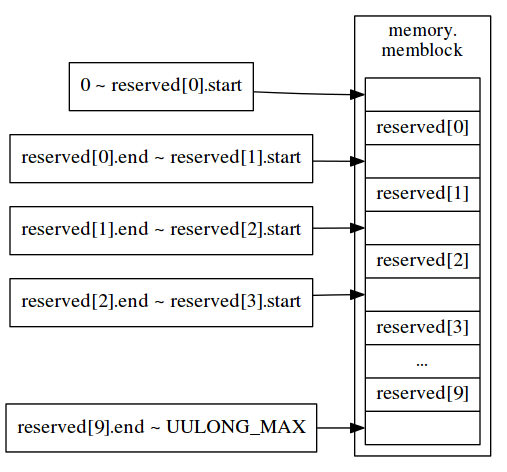 memory.
memblock
0 ~ reserved[0].start
reserved[0]
reserved[0].end ~ reserved[1].start
reserved[1]
reserved[1].end ~ reserved[2].start
reserved[2]
reserved[2].end ~ reserved[3].start
reserved[3]
...
reserved[9]
reserved[9].end ~ UULONG_MAX